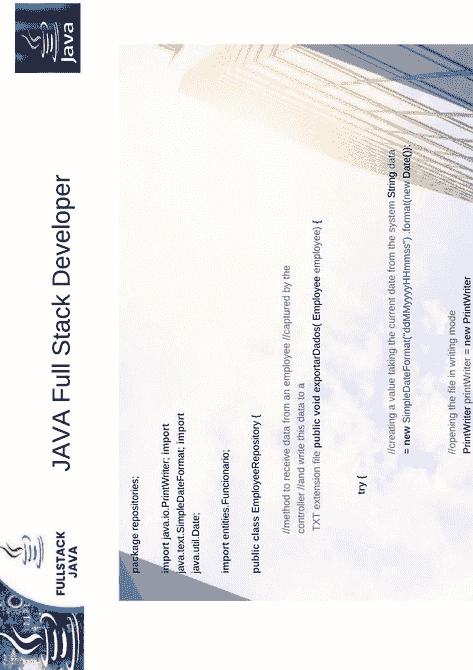 FULLSTACK
JAVA
JAVA Full Stack Developer
Java
package repositories;
import java.io.PrintWriter; import
java.text.SimpleDateFormat; import
java.util.Date;
import entities.Funcionario;
public class EmployeeRepository {
//method to receive data from an employee //captured by the
controller //and write this data to a
TXT extension file public void exportarDados( Employee employee) {
try {
//creating a value taking the current date from the system String data
= new SimpleDateFormat("ddMMyyyyHHmmss") .format(new Date());
//opening the file in writing mode
PrintWriter printWriter = new PrintWriter